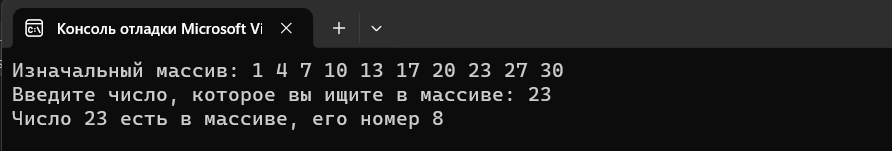 Консоль отладки Microsoft Vi
Изначальный массив: 1 4 7 10 13 17 20 23 27 30
Введите число, которое вы ищите в массиве: 23
Число 23 есть в массиве, его номер 8